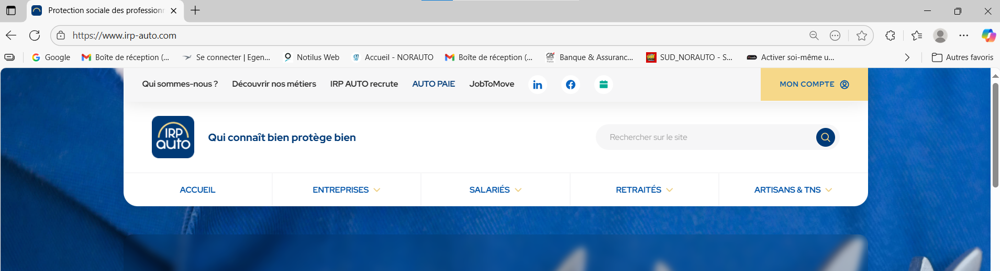 Protection sociale des professionn
https://www.irp-auto.com
Google Boîte de réception (... Se connecter | Egen... Notilus Web Accueil - NORAUTO Boîte de réception (... Banque & Assuranc... SUD_NORAUTO - S... Activer soi-même u... Autres favoris
Qui sommes-nous ? Découvrir nos métiers IRP AUTO recrute AUTO PAIE JobToMove in MON COMPTE
IRP
auto
Qui connaît bien protège bien
Rechercher sur le site
ACCUEIL ENTREPRISES SALARIÉS RETRAITÉS ARTISANS & TNS